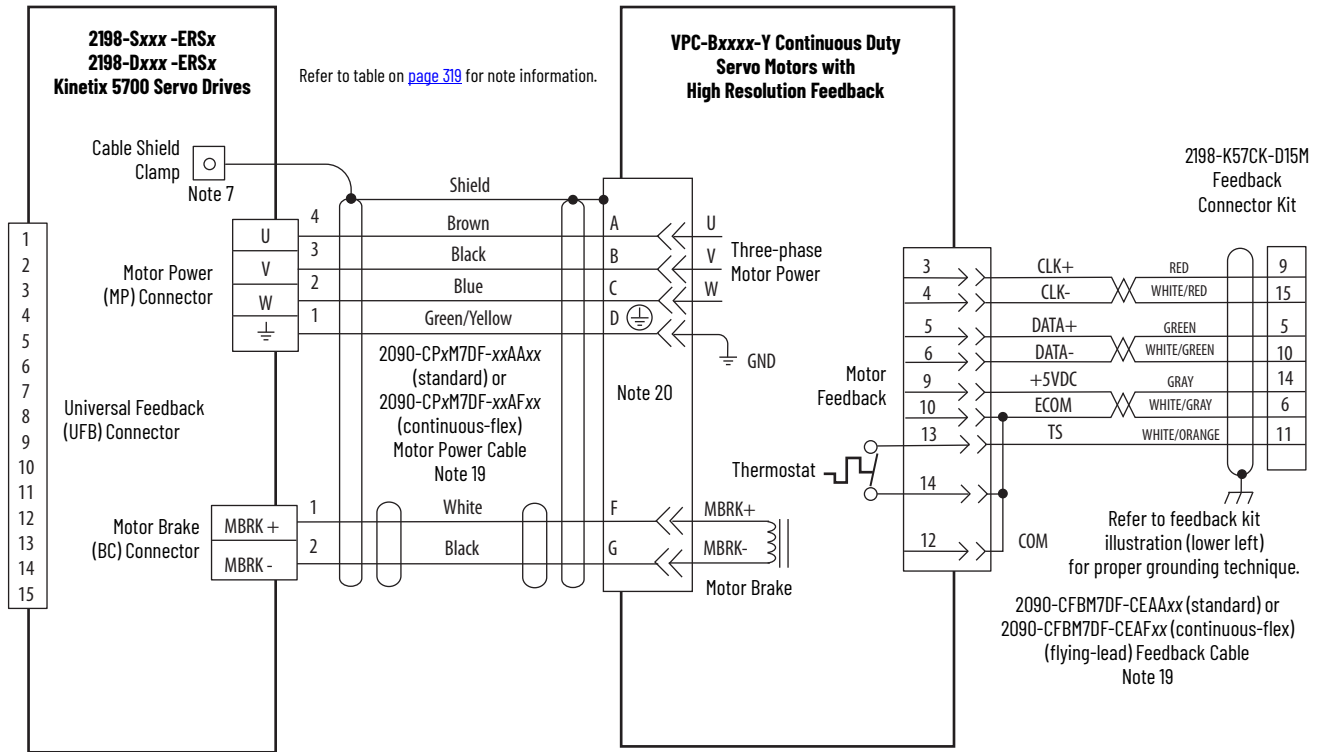 2198-Sxxx -ERSx
2198-Dxxx -ERSx
Kinetix 5700 Servo Drives
Refer to table on page 319 for note information.
VPC-Bxxxx-Y Continuous Duty
Servo Motors with
High Resolution Feedback
2198-K57CK-D15M
Feedback
Connector Kit
Cable Shield
Clamp
Note 7
1
2
3
4
5
6
7
8
9
10
11
12
13
14
15
Universal Feedback
(UFB) Connector
Motor Power
(MP) Connector
U
V
W
4
3
2
1
Shield
Brown
Black
Blue
Green/Yellow
A
B
C
D
U
V
W
Three-phase
Motor Power
GND
2090-CPxM7DF-xxAAxx
(standard) or
2090-CPxM7DF-xxAFxx
(continuous-flex)
Motor Power Cable
Note 19
Note 20
Motor Brake
(BC) Connector
MBRK +
MBRK -
1
2
White
Black
F
G
MBRK+
MBRK-
Motor Brake
Motor
Feedback
Thermostat
3
4
5
6
9
10
13
14
12
CLK+
CLK-
DATA+
DATA-
+5VDC
ECOM
TS
COM
RED
WHITE/RED
GREEN
WHITE/GREEN
GRAY
WHITE/GRAY
WHITE/ORANGE
9
15
5
10
14
6
11
Refer to feedback kit
illustration (lower left)
for proper grounding technique.
2090-CFBM7DF-CEAAxx (standard) or
2090-CFBM7DF-CEAFxx (continuous-flex)
(flying-lead) Feedback Cable
Note 19